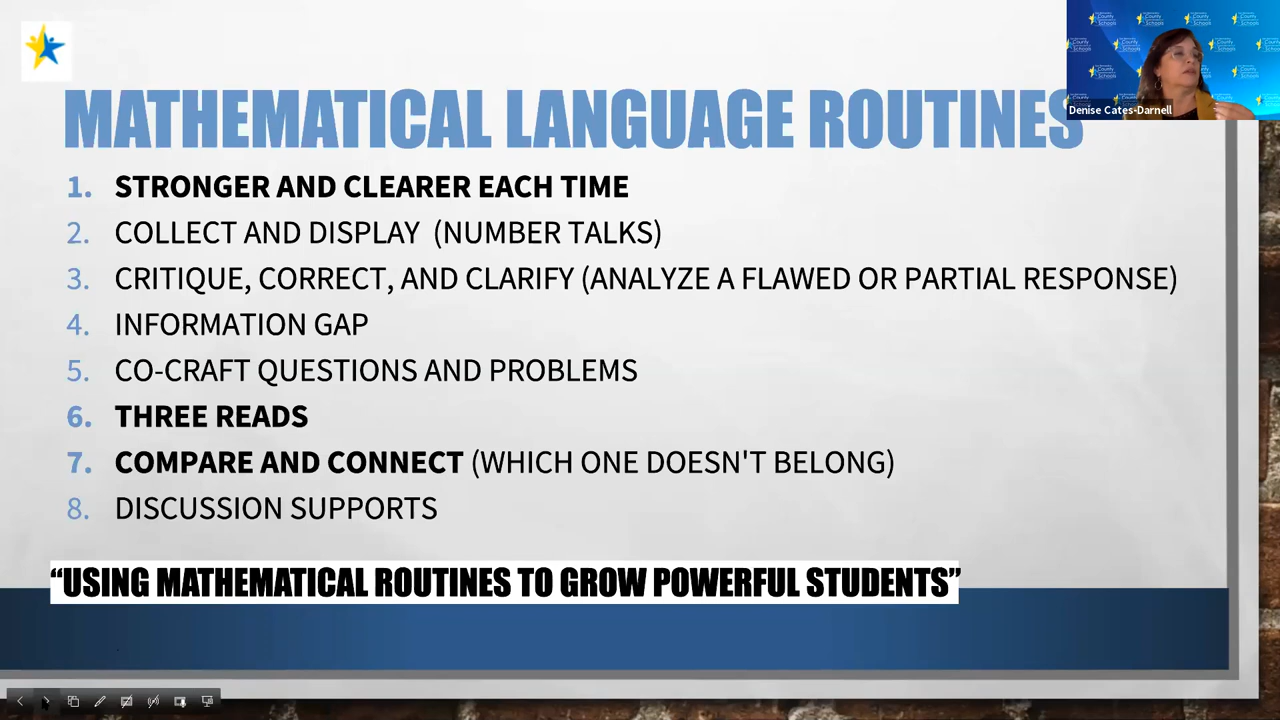 MATHEMATICAL LANGUAGE ROUTINES
Denise Cates-Darnell
1. STRONGER AND CLEARER EACH TIME
2. COLLECT AND DISPLAY (NUMBER TALKS)
3. CRITIQUE, CORRECT, AND CLARIFY (ANALYZE A FLAWED OR PARTIAL RESPONSE)
4. INFORMATION GAP
5. CO-CRAFT QUESTIONS AND PROBLEMS
6. THREE READS
7. COMPARE AND CONNECT (WHICH ONE DOESN'T BELONG)
8. DISCUSSION SUPPORTS
“USING MATHEMATICAL ROUTINES TO GROW POWERFUL STUDENTS”